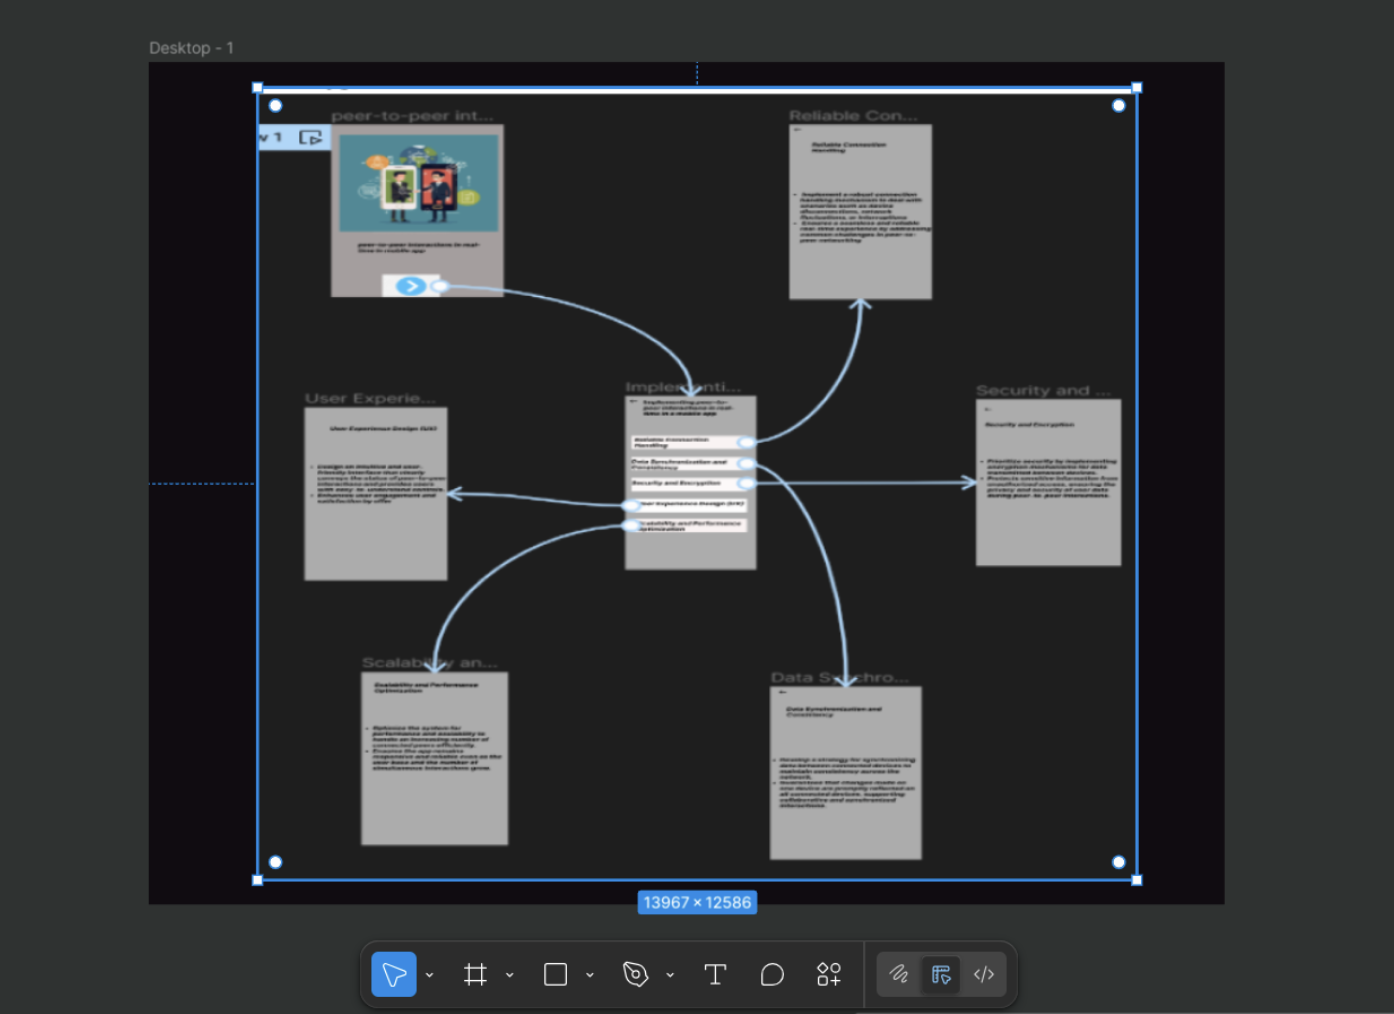 Desktop - 1
peer-to-peer int...
w 1
peer-to-peer interactions in real-
time in mobile app
Reliable Con...
Reliable Connection
Handling
Implement a robust connection
handling mechanism to deal with
scenarios such as device
disconnections, network
fluctuations, or interruptions
Ensures a seamless and reliable
real-time experience by addressing
common challenges in peer-to-
peer networking
User Experie...
User Experience Design (UX)
Design an intuitive and user-
friendly interface that clearly
conveys the status of peer-to-peer
interactions and provides users
with easy-to-understand controls.
Enhances user engagement and
satisfaction by offer
Implementi...
Implementing peer-to-
peer interactions in real-
time in a mobile app
Reliable Connection
Handling
Data Synchronization and
Consistency
Security and Encryption
User Experience Design (UX)
Scalability and Performance
Optimization
Security and ...
Security and Encryption
Prioritize security by implementing
encryption mechanisms for data
transmitted between devices.
Protects sensitive information from
unauthorized access, ensuring the
privacy and security of user data
during peer-to-peer interactions.
Scalability an...
Scalability and Performance
Optimization
Optimize the system for
performance and scalability to
handle an increasing number of
connected peers efficiently.
Ensures the app remains
responsive and reliable even as the
user base and the number of
simultaneous interactions grow.
Data Synchro...
Data Synchronization and
Consistency
Develop a strategy for synchronizing
data between connected devices to
maintain consistency across the
network.
Guarantees that changes made on
one device are promptly reflected on
all connected devices, supporting
collaborative and synchronized
interactions.
13967 × 12586